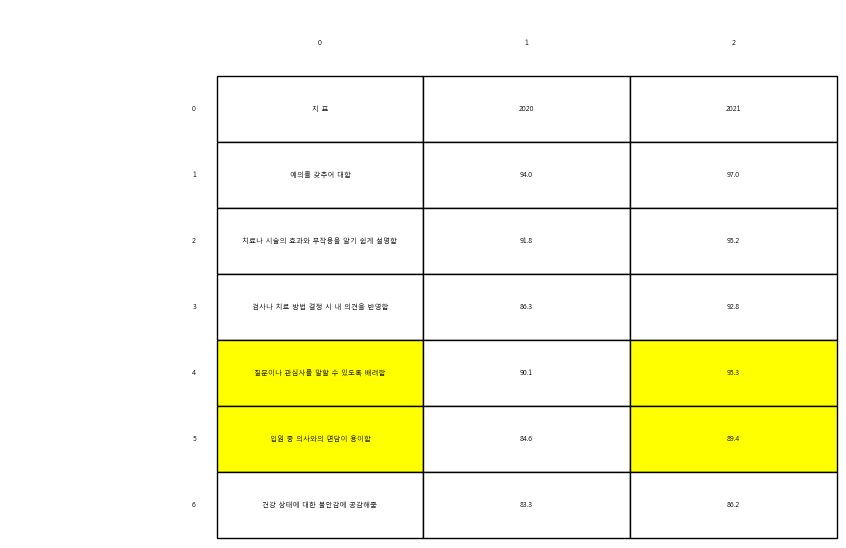 0 1 2
0 지 표 2020 2021
1 예의를 갖추어 대함 94.0 97.0
2 치료나 시술의 효과와 부작용을 알기 쉽게 설명함 91.8 95.2
3 검사나 치료 방법 결정 시 내 의견을 반영함 86.3 92.8
4 질문이나 관심사를 말할 수 있도록 배려함 90.1 95.3
5 입원 중 의사와의 면담이 용이함 84.6 89.4
6 건강 상태에 대한 불안감에 공감해줌 83.3 86.2